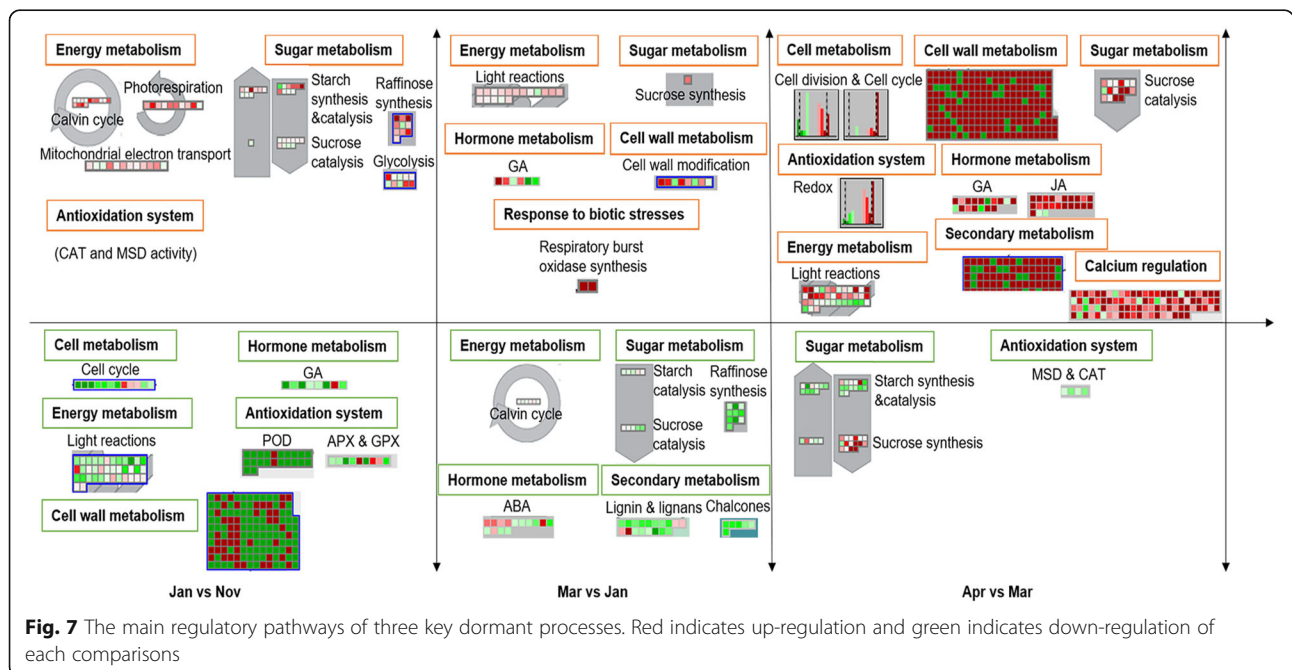 Energy metabolism
Sugar metabolism
Photorespiration
Calvin cycle
Mitochondrial electron transport
Starch
synthesis
&catalysis
Sucrose
catalysis
Raffinose
synthesis
Glycolysis
Antioxidation system
(CAT and MSD activity)
Energy metabolism
Sugar metabolism
Light reactions
Sucrose synthesis
Hormone metabolism
Cell wall metabolism
GA
Cell wall modification
Response to biotic stresses
Respiratory burst
oxidase synthesis
Cell metabolism
Cell wall metabolism
Sugar metabolism
Cell division & Cell cycle
Sucrose
catalysis
Antioxidation system
Hormone metabolism
Redox
GA
JA
Energy metabolism
Secondary metabolism
Light reactions
Calcium regulation
Cell metabolism
Hormone metabolism
Cell cycle
GA
Energy metabolism
Antioxidation system
Light reactions
POD
APX & GPX
Cell wall metabolism
Energy metabolism
Sugar metabolism
Calvin cycle
Starch
catalysis
Sucrose
catalysis
Raffinose
synthesis
Hormone metabolism
Secondary metabolism
ABA
Lignin & lignans
Chalcones
Sugar metabolism
Antioxidation system
Starch synthesis
&catalysis
MSD & CAT
Sucrose synthesis
Jan vs Nov
Mar vs Jan
Apr vs Mar
Fig. 7 The main regulatory pathways of three key dormant processes. Red indicates up-regulation and green indicates down-regulation of
each comparisons